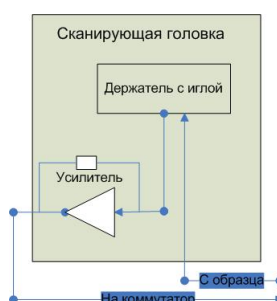 Сканирующая головка
Держатель с иглой
Усилитель
С образца
На коммутатор